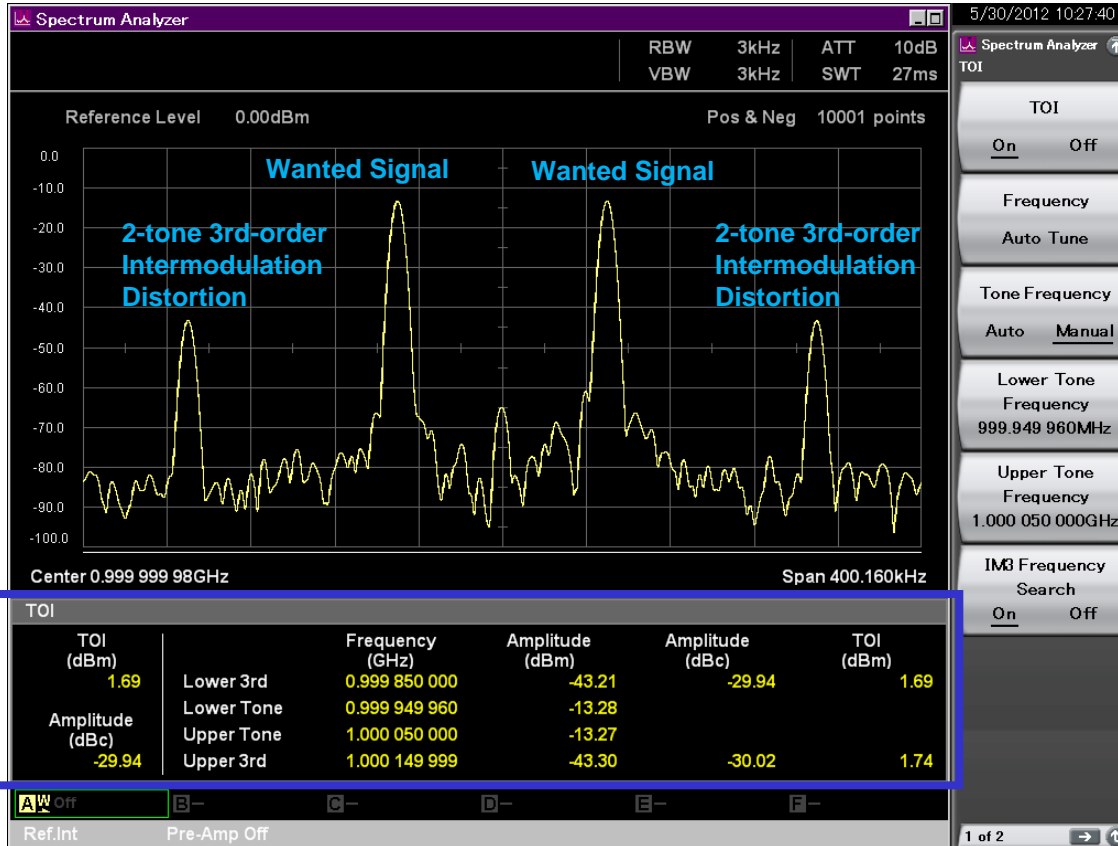 Spectrum Analyzer
5/30/2012 10:27:40
RBW 3kHz ATT 10dB
VBW 3kHz SWT 27ms
Reference Level 0.00dBm
Pos & Neg 10001 points
0.0
-10.0
-20.0
-30.0
-40.0
-50.0
-60.0
-70.0
-80.0
-90.0
-100.0
Wanted Signal
Wanted Signal
2-tone 3rd-order
Intermodulation
Distortion
2-tone 3rd-order
Intermodulation
Distortion
Center 0.999 999 98GHz
Span 400.160kHz
TOI
TOI
(dBm)
1.69
Amplitude
(dBc)
-29.94
Frequency
(GHz)
Amplitude
(dBm)
Amplitude
(dBc)
TOI
(dBm)
Lower 3rd 0.999 850 000 -43.21 -29.94 1.69
Lower Tone 0.999 949 960 -13.28
Upper Tone 1.000 050 000 -13.27
Upper 3rd 1.000 149 999 -43.30 -30.02 1.74
A W Off
B-
C-
D-
E-
F-
Ref.Int Pre-Amp Off
Spectrum Analyzer
TOI
TOI
On Off
Frequency
Auto Tune
Tone Frequency
Auto Manual
Lower Tone
Frequency
999.949 960MHz
Upper Tone
Frequency
1.000 050 000GHz
IM3 Frequency
Search
On Off
1 of 2